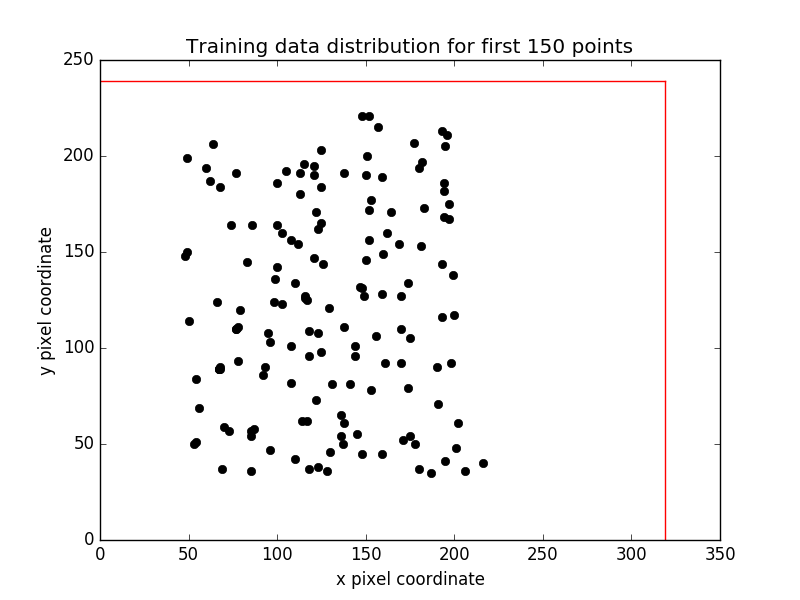 Training data distribution for first 150 points
250
200
150
100
50
0
y pixel coordinate
0 50 100 150 200 250 300 350
x pixel coordinate